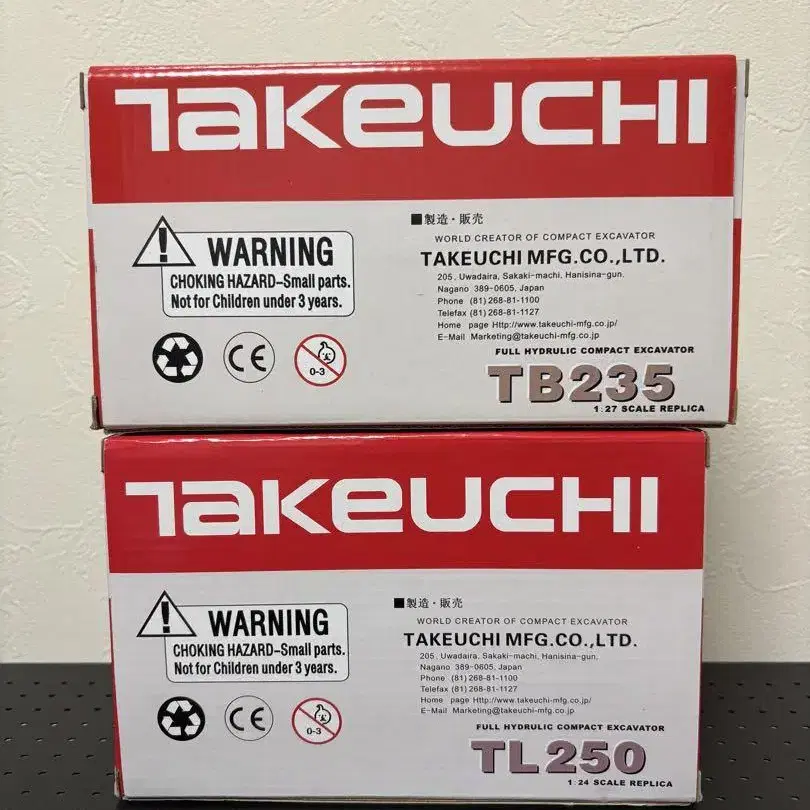 TAKEUCHI
WARNING
CHOKING HAZARD–Small parts.
Not for Children under 3 years.
0-3
■製造・販売
WORLD CREATOR OF COMPACT EXCAVATOR
TAKEUCHI MFG.CO.,LTD.
205, Uwadaira, Sakaki-machi, Hanisina-gun,
Nagano 389-0605, Japan
Phone (81) 268-81-1100
Telefax (81) 268-81-1127
Home page Http://www.takeuchi-mfg.co.jp/
E-Mail Marketing@takeuchi-mfg.co.jp
FULL HYDRULIC COMPACT EXCAVATOR
TB235
1:27 SCALE REPLICA
TAKEUCHI
WARNING
CHOKING HAZARD–Small parts.
Not for Children under 3 years.
0-3
■製造・販売
WORLD CREATOR OF COMPACT EXCAVATOR
TAKEUCHI MFG.CO.,LTD.
205, Uwadaira, Sakaki-machi, Hanisina-gun,
Nagano 389-0605, Japan
Phone (81) 268-81-1100
Telefax (81) 268-81-1127
Home page Http://www.takeuchi-mfg.co.jp/
E-Mail Marketing@takeuchi-mfg.co.jp
FULL HYDRULIC COMPACT EXCAVATOR
TL250
1:24 SCALE REPLICA